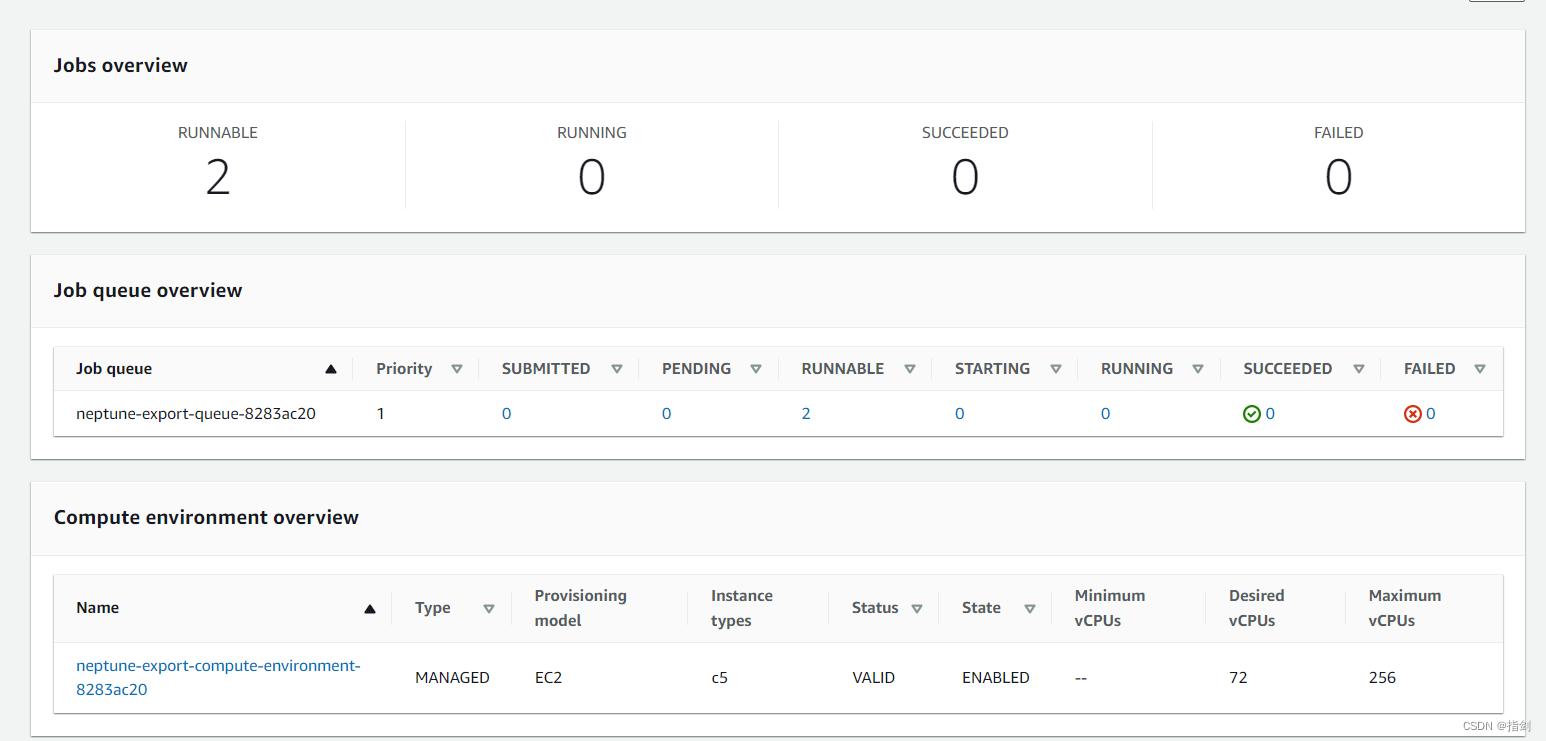 Jobs overview
RUNNABLE RUNNING SUCCEEDED FAILED
2 0 0 0
Job queue overview
Job queue Priority SUBMITTED PENDING RUNNABLE STARTING RUNNING SUCCEEDED FAILED
neptune-export-queue-8283ac20 1 0 0 2 0 0 0 0
Compute environment overview
Name Type Provisioning model Instance types Status State Minimum vCPUs Desired vCPUs Maximum vCPUs
neptune-export-compute-environment-
8283ac20 MANAGED EC2 c5 VALID ENABLED -- 72 256
CSDN @指剑